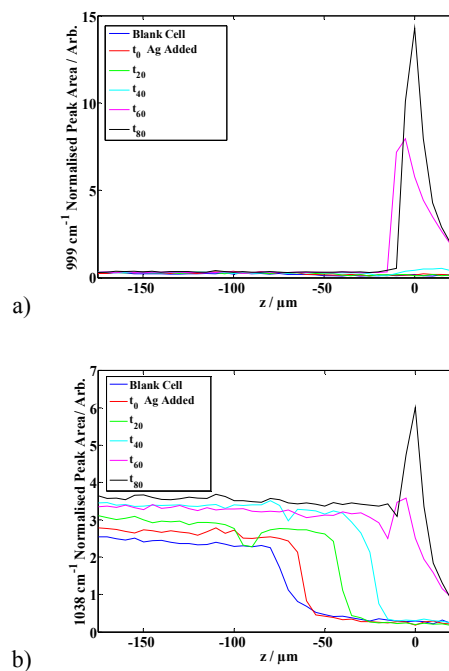 999 cm⁻¹ Normalised Peak Area / Arb.
15
10
5
0
Blank Cell
t₀ Ag Added
t₂₀
t₄₀
t₆₀
t₈₀
-150 -100 -50 0
z / µm
a)
1038 cm⁻¹ Normalised Peak Area/ Arb.
7
6
5
4
3
2
1
0
Blank Cell
t₀ Ag Added
t₂₀
t₄₀
t₆₀
t₈₀
-150 -100 -50 0
z / µm
b)